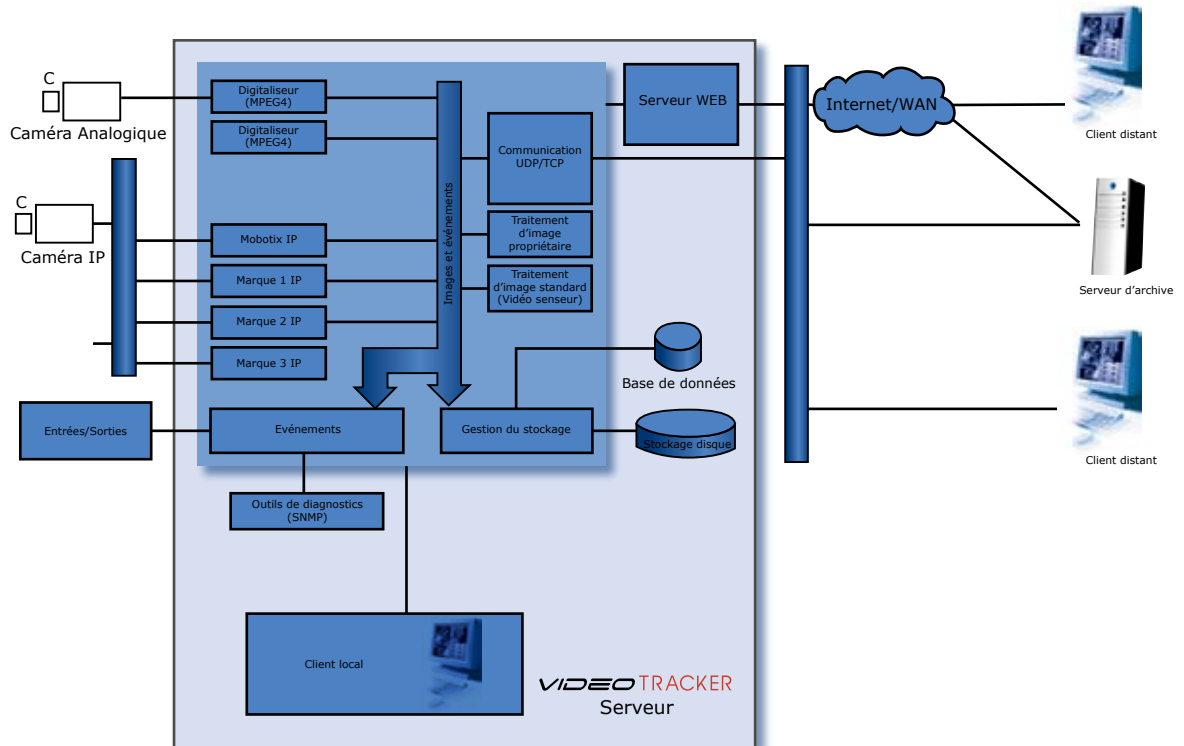 C
Caméra Analogique
C
Caméra IP
Entrées/Sorties
Digitaliseur
(MPEG4)
Digitaliseur
(MPEG4)
Mobotix IP
Marque 1 IP
Marque 2 IP
Marque 3 IP
Images et événements
Communication
UDP/TCP
Traitement
d'image
propriétaire
Traitement
d'image standard
(Vidéo senseur)
Evénements
Gestion du stockage
Outils de diagnostics
(SNMP)
Serveur WEB
Base de données
Stockage disque
Client local
VIDEO TRACKER
Serveur
Internet/WAN
Client distant
Serveur d'archive
Client distant